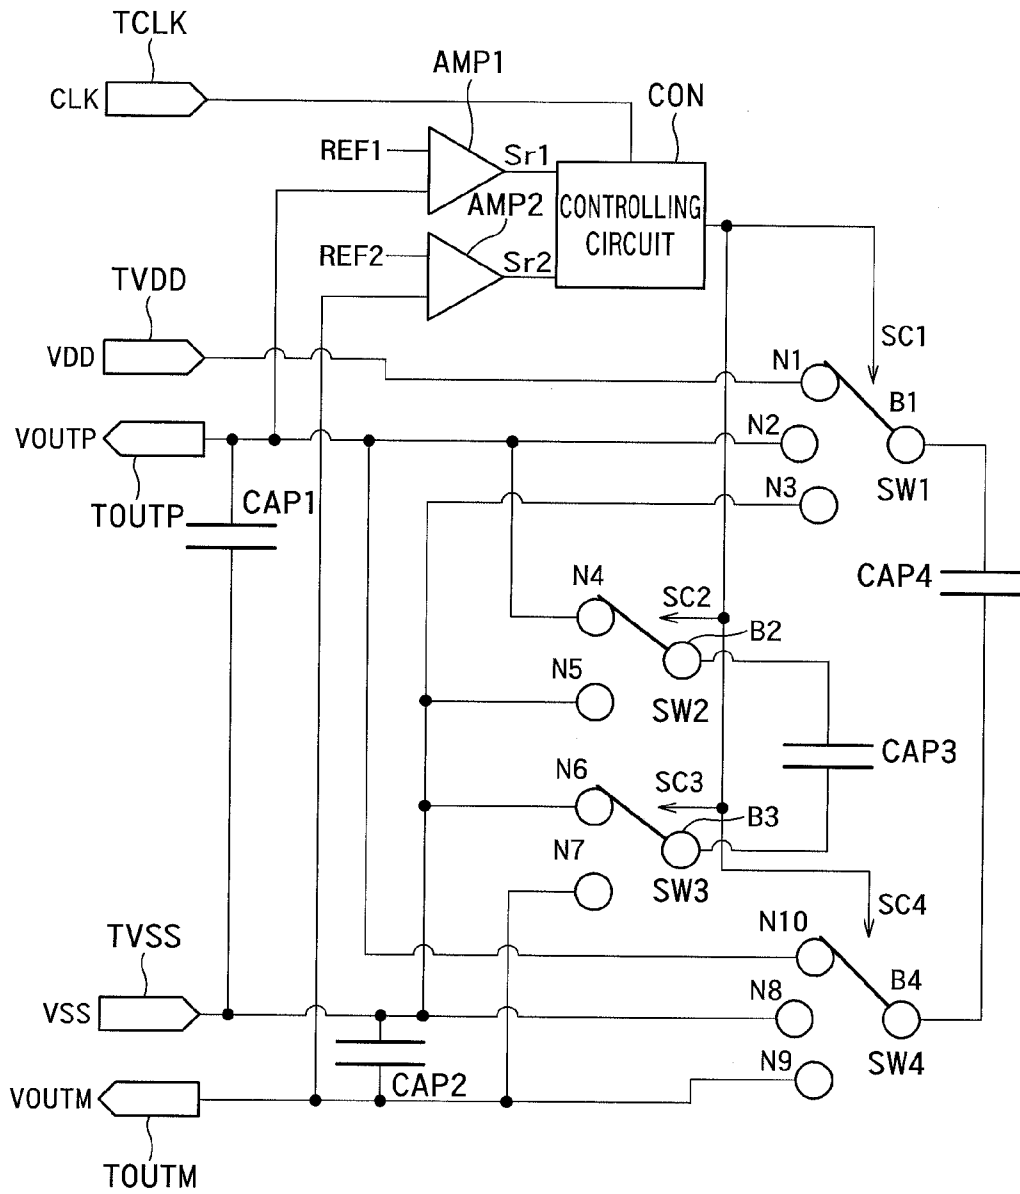 TCLK
CLK
AMP1
CON
REF1
Sr1
AMP2
CONTROLLING
CIRCUIT
REF2
Sr2
TVDD
VDD
SC1
N1
B1
VOUTP
N2
SW1
TOUTP
CAP1
N3
CAP4
N4
SC2
B2
N5
SW2
CAP3
N6
SC3
B3
N7
SW3
SC4
TVSS
N10
VSS
N8
B4
SW4
N9
CAP2
VOUTM
TOUTM